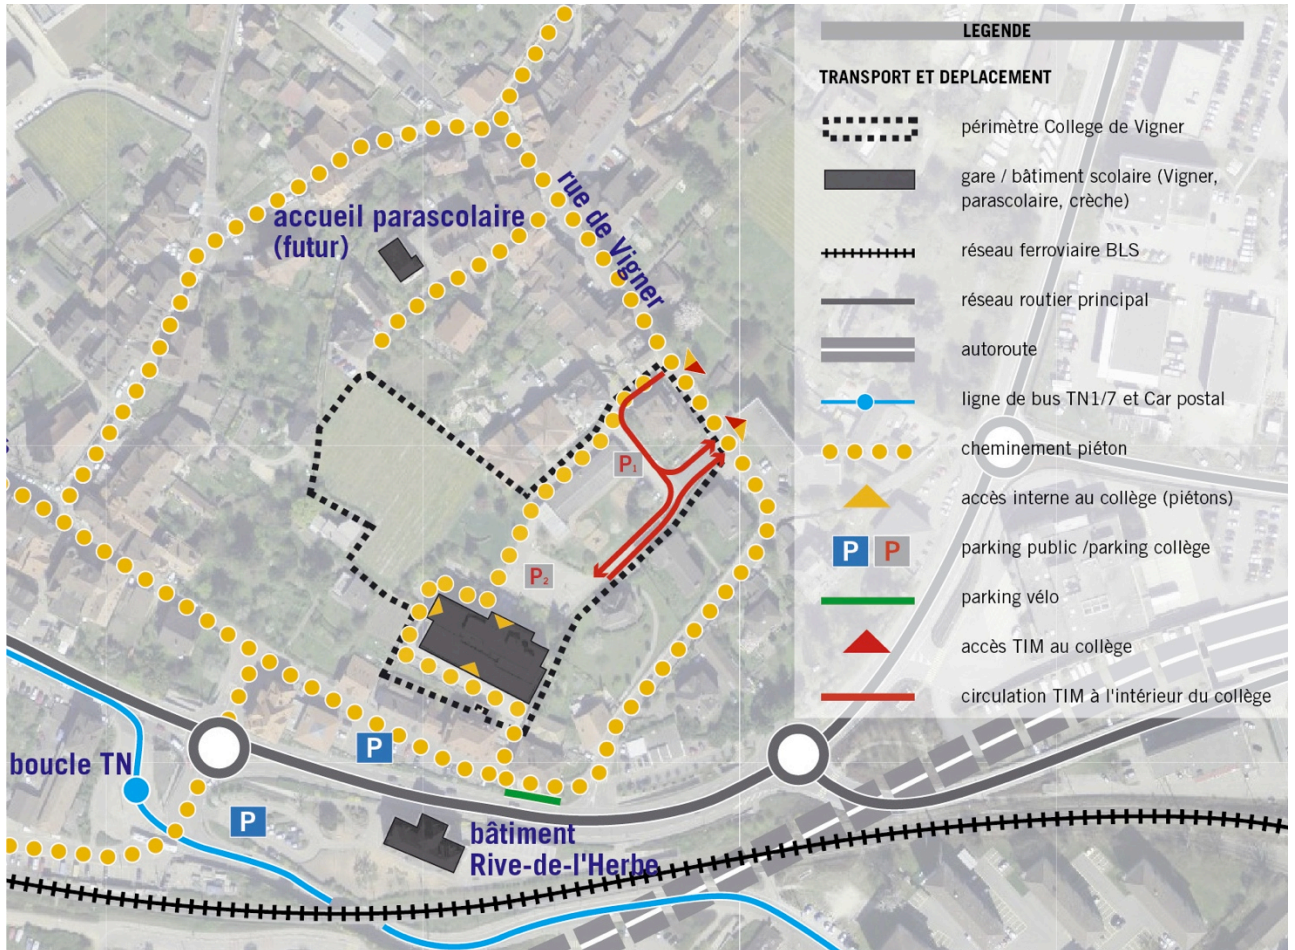 LEGENDE
TRANSPORT ET DEPLACEMENT
périmètre College de Vigner
gare / bâtiment scolaire (Vigner,
parascolaire, crèche)
réseau ferroviaire BLS
réseau routier principal
autoroute
ligne de bus TN1/7 et Car postal
cheminement piéton
accès interne au collège (piétons)
P P
parking public /parking collège
parking vélo
accès TIM au collège
circulation TIM à l'intérieur du collège
rue de Vigner
accueil parascolaire
(futur)
P1
P2
P
boucle TN
P
bâtiment
Rive-de-l'Herbe